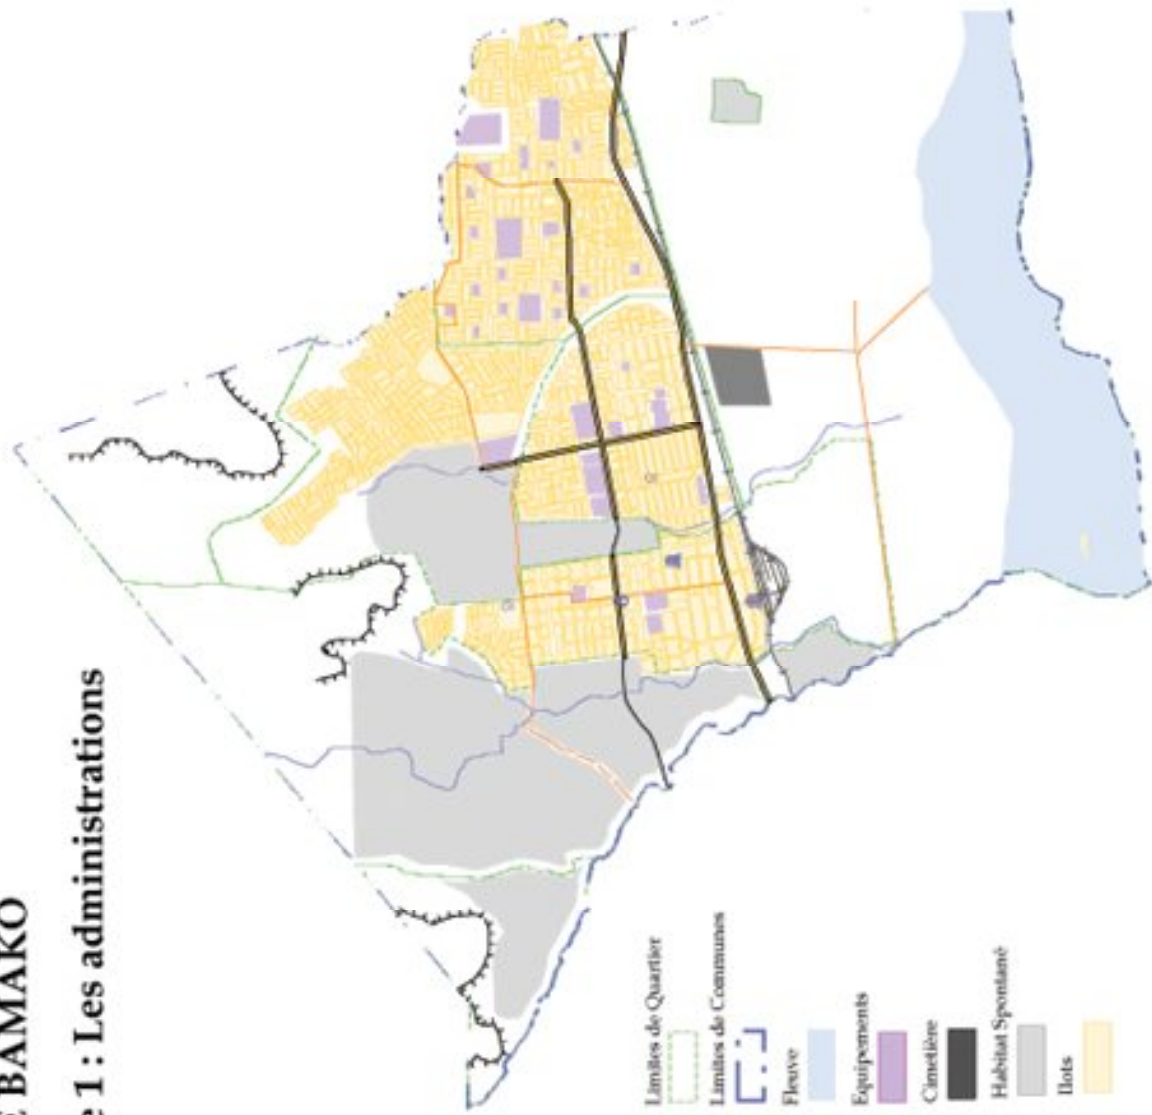 BAMAKO
1 : Les administrations
Limites de Quartier
Limites de Communes
Fleuve
Equipements
Cimetière
Habitat Spontané
Ilots